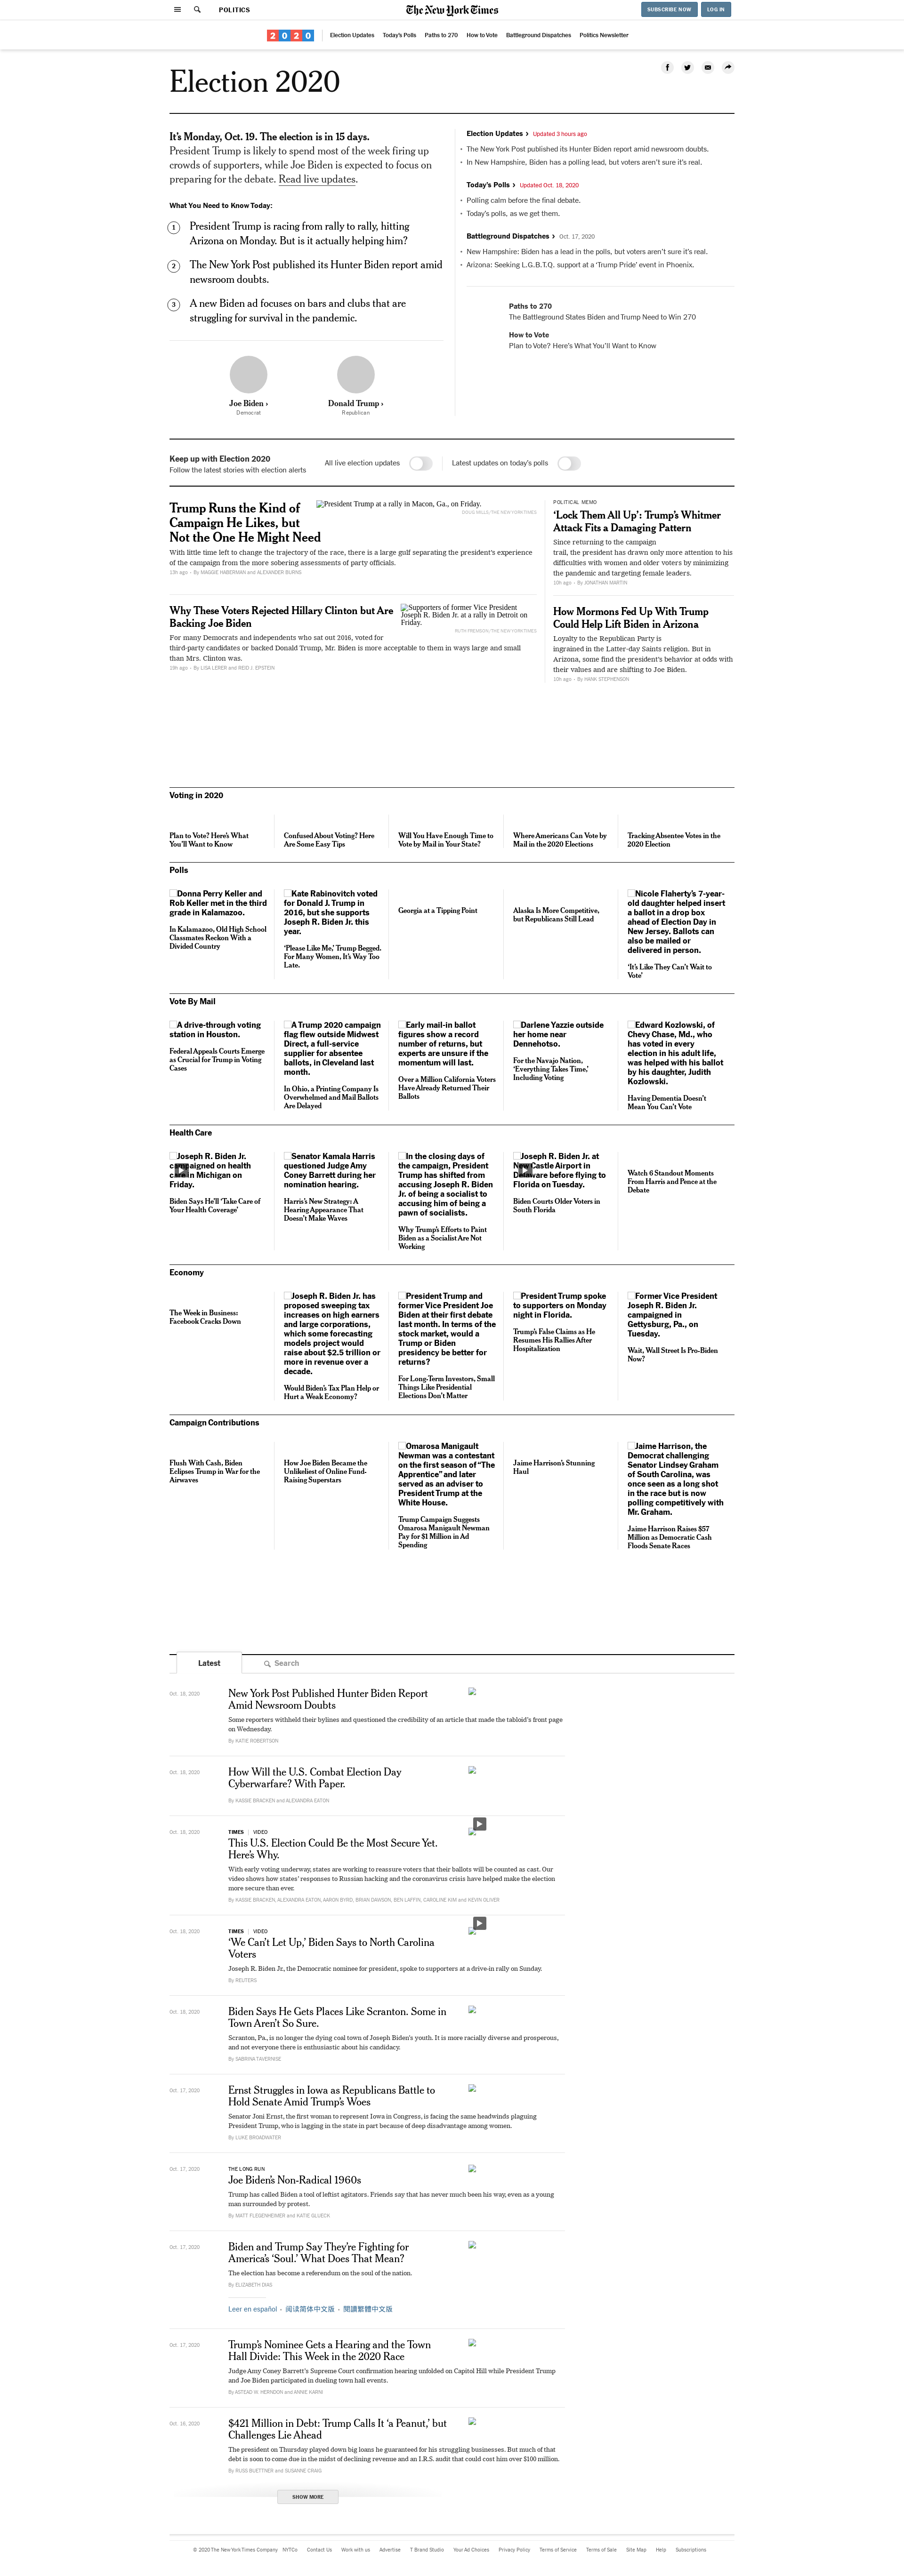 POLITICS
The New York Times
SUBSCRIBE NOW
LOG IN
2020
Election Updates
Today's Polls
Paths to 270
How to Vote
Battleground Dispatches
Politics Newsletter
Election 2020
It's Monday, Oct. 19. The election is in 15 days.
President Trump is likely to spend most of the week firing up
crowds of supporters, while Joe Biden is expected to focus on
preparing for the debate. Read live updates.
What You Need to Know Today:
1
President Trump is racing from rally to rally, hitting
Arizona on Monday. But is it actually helping him?
2
The New York Post published its Hunter Biden report amid
newsroom doubts.
3
A new Biden ad focuses on bars and clubs that are
struggling for survival in the pandemic.
Joe Biden ›
Democrat
Donald Trump ›
Republican
Election Updates › Updated 3 hours ago
• The New York Post published its Hunter Biden report amid newsroom doubts.
• In New Hampshire, Biden has a polling lead, but voters aren't sure it's real.
Today's Polls › Updated Oct. 18, 2020
• Polling calm before the final debate.
• Today's polls, as we get them.
Battleground Dispatches › Oct. 17, 2020
• New Hampshire: Biden has a lead in the polls, but voters aren't sure it's real.
• Arizona: Seeking L.G.B.T.Q. support at a 'Trump Pride' event in Phoenix.
Paths to 270
The Battleground States Biden and Trump Need to Win 270
How to Vote
Plan to Vote? Here's What You'll Want to Know
Keep up with Election 2020
Follow the latest stories with election alerts
All live election updates
Latest updates on today's polls
Trump Runs the Kind of
Campaign He Likes, but
Not the One He Might Need
President Trump at a rally in Macon, Ga., on Friday.
DOUG MILLS/THE NEW YORK TIMES
With little time left to change the trajectory of the race, there is a large gulf separating the president's experience
of the campaign from the more sobering assessments of party officials.
13h ago – By MAGGIE HABERMAN and ALEXANDER BURNS
Why These Voters Rejected Hillary Clinton but Are
Backing Joe Biden
Supporters of former Vice President
Joseph R. Biden Jr. at a rally in Detroit on
Friday.
RUTH FREMSON/THE NEW YORK TIMES
For many Democrats and independents who sat out 2016, voted for
third-party candidates or backed Donald Trump, Mr. Biden is more acceptable to them in ways large and small
than Mrs. Clinton was.
19h ago – By LISA LERER and REID J. EPSTEIN
POLITICAL MEMO
'Lock Them All Up': Trump's Whitmer
Attack Fits a Damaging Pattern
Since returning to the campaign
trail, the president has drawn only more attention to his
difficulties with women and older voters by minimizing
the pandemic and targeting female leaders.
10h ago – By JONATHAN MARTIN
How Mormons Fed Up With Trump
Could Help Lift Biden in Arizona
Loyalty to the Republican Party is
ingrained in the Latter-day Saints religion. But in
Arizona, some find the president's behavior at odds with
their values and are shifting to Joe Biden.
10h ago – By HANK STEPHENSON
Voting in 2020
Plan to Vote? Here's What
You'll Want to Know
Confused About Voting? Here
Are Some Easy Tips
Will You Have Enough Time to
Vote by Mail in Your State?
Where Americans Can Vote by
Mail in the 2020 Elections
Tracking Absentee Votes in the
2020 Election
Polls
Donna Perry Keller and
Rob Keller met in the third
grade in Kalamazoo.
In Kalamazoo, Old High School
Classmates Reckon With a
Divided Country
Kate Rabinovitch voted
for Donald J. Trump in
2016, but she supports
Joseph R. Biden Jr. this
year.
'Please Like Me,' Trump Begged.
For Many Women, It's Way Too
Late.
Georgia at a Tipping Point
Alaska Is More Competitive,
but Republicans Still Lead
Nicole Flaherty's 7-year-
old daughter helped insert
a ballot in a drop box
ahead of Election Day in
New Jersey. Ballots can
also be mailed or
delivered in person.
'It's Like They Can't Wait to
Vote'
Vote By Mail
A drive-through voting
station in Houston.
Federal Appeals Courts Emerge
as Crucial for Trump in Voting
Cases
A Trump 2020 campaign
flag flew outside Midwest
Direct, a full-service
supplier for absentee
ballots, in Cleveland last
month.
In Ohio, a Printing Company Is
Overwhelmed and Mail Ballots
Are Delayed
Early mail-in ballot
figures show a record
number of returns, but
experts are unsure if the
momentum will last.
Over a Million California Voters
Have Already Returned Their
Ballots
Darlene Yazzie outside
her home near
Dennehotso.
For the Navajo Nation,
'Everything Takes Time,'
Including Voting
Edward Kozlowski, of
Chevy Chase, Md., who
has voted in every
election in his adult life,
was helped with his ballot
by his daughter, Judith
Kozlowski.
Having Dementia Doesn't
Mean You Can't Vote
Health Care
Joseph R. Biden Jr.
campaigned on health
care in Michigan on
Friday.
Biden Says He'll 'Take Care of
Your Health Coverage'
Senator Kamala Harris
questioned Judge Amy
Coney Barrett during her
nomination hearing.
Harris's New Strategy: A
Hearing Appearance That
Doesn't Make Waves
In the closing days of
the campaign, President
Trump has shifted from
accusing Joseph R. Biden
Jr. of being a socialist to
accusing him of being a
pawn of socialists.
Why Trump's Efforts to Paint
Biden as a Socialist Are Not
Working
Joseph R. Biden Jr. at
New Castle Airport in
Delaware before flying to
Florida on Tuesday.
Biden Courts Older Voters in
South Florida
Watch 6 Standout Moments
From Harris and Pence at the
Debate
Economy
The Week in Business:
Facebook Cracks Down
Joseph R. Biden Jr. has
proposed sweeping tax
increases on high earners
and large corporations,
which some forecasting
models project would
raise about $2.5 trillion or
more in revenue over a
decade.
Would Biden's Tax Plan Help or
Hurt a Weak Economy?
President Trump and
former Vice President Joe
Biden at their first debate
last month. In terms of the
stock market, would a
Trump or Biden
presidency be better for
returns?
For Long-Term Investors, Small
Things Like Presidential
Elections Don't Matter
President Trump spoke
to supporters on Monday
night in Florida.
Trump's False Claims as He
Resumes His Rallies After
Hospitalization
Former Vice President
Joseph R. Biden Jr.
campaigned in
Gettysburg, Pa., on
Tuesday.
Wait, Wall Street Is Pro-Biden
Now?
Campaign Contributions
Flush With Cash, Biden
Eclipses Trump in War for the
Airwaves
How Joe Biden Became the
Unlikeliest of Online Fund-
Raising Superstars
Omarosa Manigault
Newman was a contestant
on the first season of "The
Apprentice" and later
served as an adviser to
President Trump at the
White House.
Trump Campaign Suggests
Omarosa Manigault Newman
Pay for $1 Million in Ad
Spending
Jaime Harrison's Stunning
Haul
Jaime Harrison, the
Democrat challenging
Senator Lindsey Graham
of South Carolina, was
once seen as a long shot
in the race but is now
polling competitively with
Mr. Graham.
Jaime Harrison Raises $57
Million as Democratic Cash
Floods Senate Races
Latest
Search
Oct. 18, 2020
New York Post Published Hunter Biden Report
Amid Newsroom Doubts
Some reporters withheld their bylines and questioned the credibility of an article that made the tabloid's front page
on Wednesday.
By KATIE ROBERTSON
Oct. 18, 2020
How Will the U.S. Combat Election Day
Cyberwarfare? With Paper.
By KASSIE BRACKEN and ALEXANDRA EATON
Oct. 18, 2020
TIMES | VIDEO
This U.S. Election Could Be the Most Secure Yet.
Here's Why.
With early voting underway, states are working to reassure voters that their ballots will be counted as cast. Our
video shows how states' responses to Russian hacking and the coronavirus crisis have helped make the election
more secure than ever.
By KASSIE BRACKEN, ALEXANDRA EATON, AARON BYRD, BRIAN DAWSON, BEN LAFFIN, CAROLINE KIM and KEVIN OLIVER
Oct. 18, 2020
TIMES | VIDEO
'We Can't Let Up,' Biden Says to North Carolina
Voters
Joseph R. Biden Jr., the Democratic nominee for president, spoke to supporters at a drive-in rally on Sunday.
By REUTERS
Oct. 18, 2020
Biden Says He Gets Places Like Scranton. Some in
Town Aren't So Sure.
Scranton, Pa., is no longer the dying coal town of Joseph Biden's youth. It is more racially diverse and prosperous,
and not everyone there is enthusiastic about his candidacy.
By SABRINA TAVERNISE
Oct. 17, 2020
Ernst Struggles in Iowa as Republicans Battle to
Hold Senate Amid Trump's Woes
Senator Joni Ernst, the first woman to represent Iowa in Congress, is facing the same headwinds plaguing
President Trump, who is lagging in the state in part because of deep disadvantage among women.
By LUKE BROADWATER
Oct. 17, 2020
THE LONG RUN
Joe Biden's Non-Radical 1960s
Trump has called Biden a tool of leftist agitators. Friends say that has never much been his way, even as a young
man surrounded by protest.
By MATT FLEGENHEIMER and KATIE GLUECK
Oct. 17, 2020
Biden and Trump Say They're Fighting for
America's 'Soul.' What Does That Mean?
The election has become a referendum on the soul of the nation.
By ELIZABETH DIAS
Leer en español • 阅读简体中文版 • 閱讀繁體中文版
Oct. 17, 2020
Trump's Nominee Gets a Hearing and the Town
Hall Divide: This Week in the 2020 Race
Judge Amy Coney Barrett's Supreme Court confirmation hearing unfolded on Capitol Hill while President Trump
and Joe Biden participated in dueling town hall events.
By ASTEAD W. HERNDON and ANNIE KARNI
Oct. 16, 2020
$421 Million in Debt: Trump Calls It 'a Peanut,' but
Challenges Lie Ahead
The president on Thursday played down big loans he guaranteed for his struggling businesses. But much of that
debt is soon to come due in the midst of declining revenue and an I.R.S. audit that could cost him over $100 million.
By RUSS BUETTNER and SUSANNE CRAIG
SHOW MORE
© 2020 The New York Times Company
NYTCo
Contact Us
Work with us
Advertise
T Brand Studio
Your Ad Choices
Privacy Policy
Terms of Service
Terms of Sale
Site Map
Help
Subscriptions